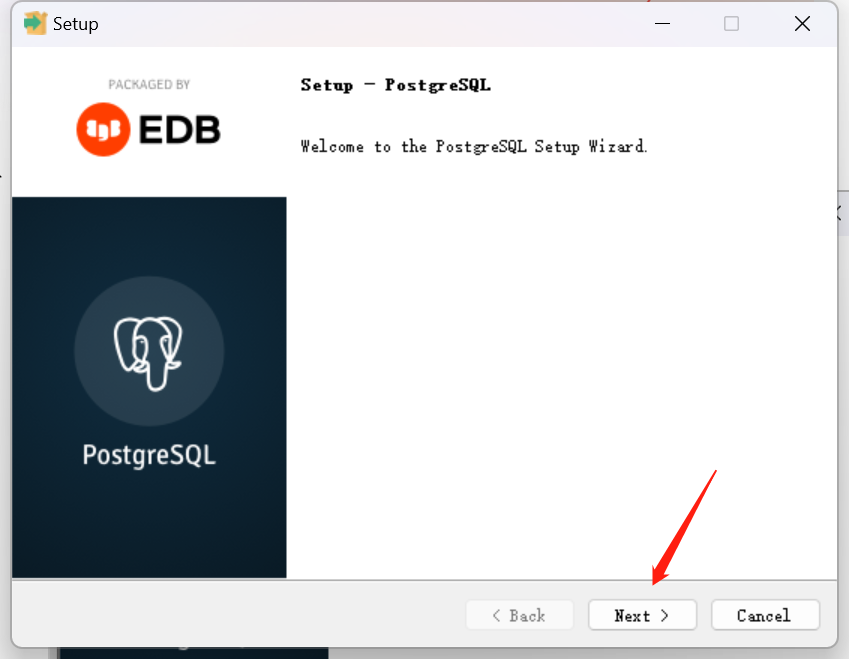 Setup
PACKAGED BY
EDB
Setup - PostgreSQL
Welcome to the PostgreSQL Setup Wizard.
PostgreSQL
< Back
Next >
Cancel